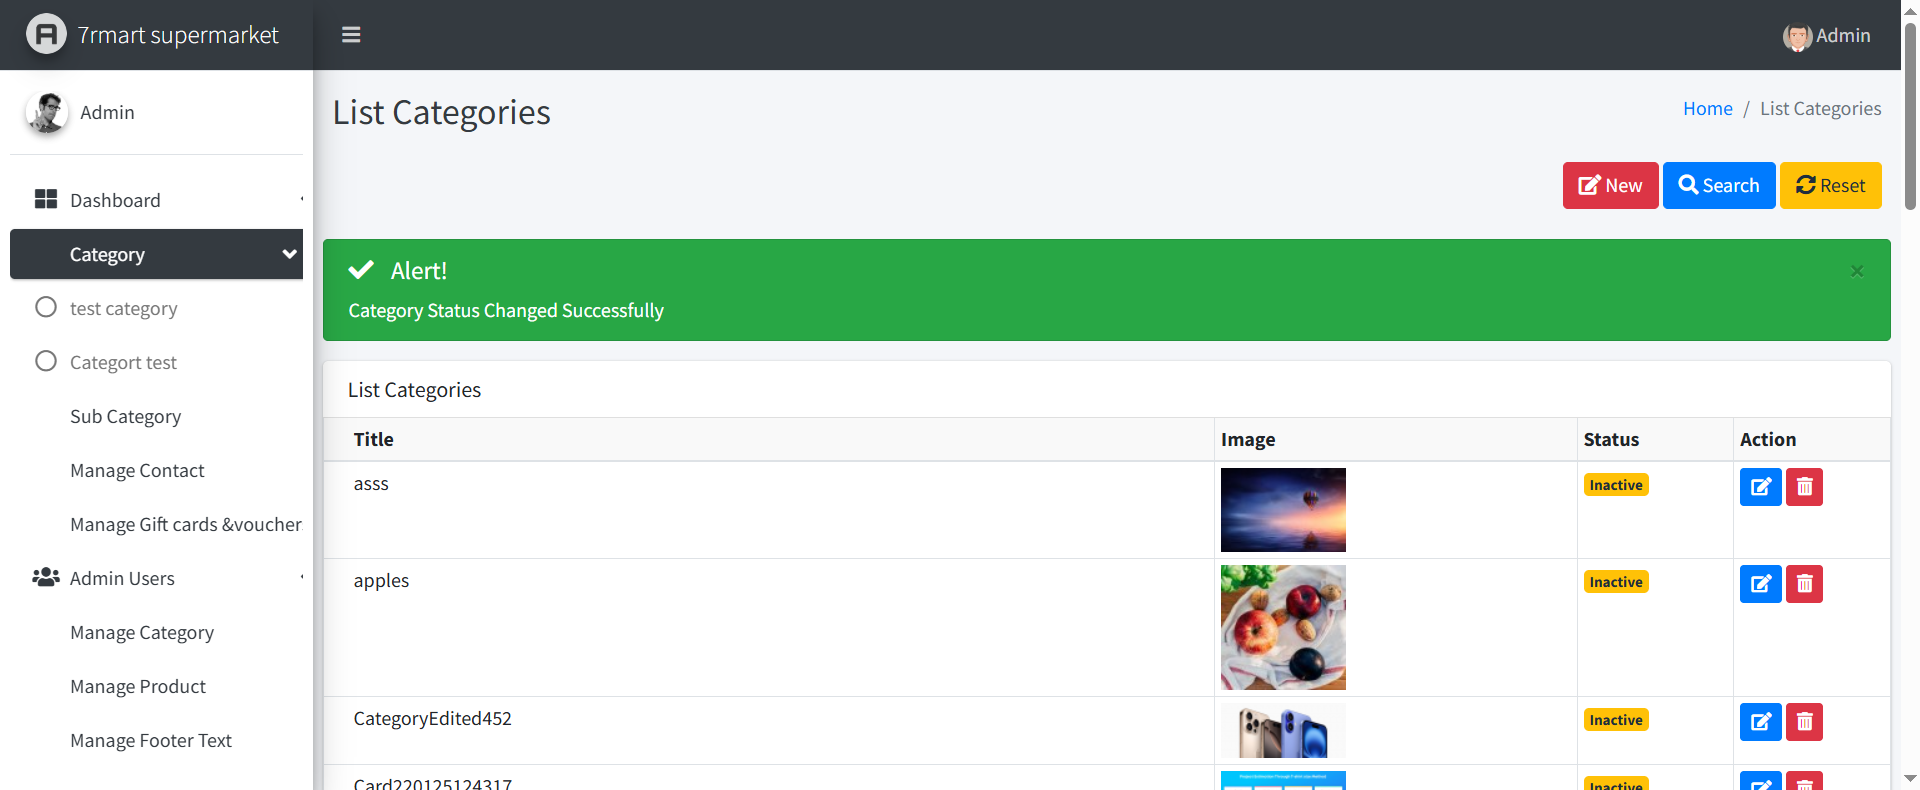 7rmart supermarket
Admin
Admin
List Categories
Home / List Categories
New
Search
Reset
Dashboard
Category
test category
Categort test
Sub Category
Manage Contact
Manage Gift cards &voucher
Admin Users
Manage Category
Manage Product
Manage Footer Text
Alert!
×
Category Status Changed Successfully
List Categories
Title Image Status Action
asss Inactive
apples Inactive
CategoryEdited452 Inactive
Card220125124317 Inactive